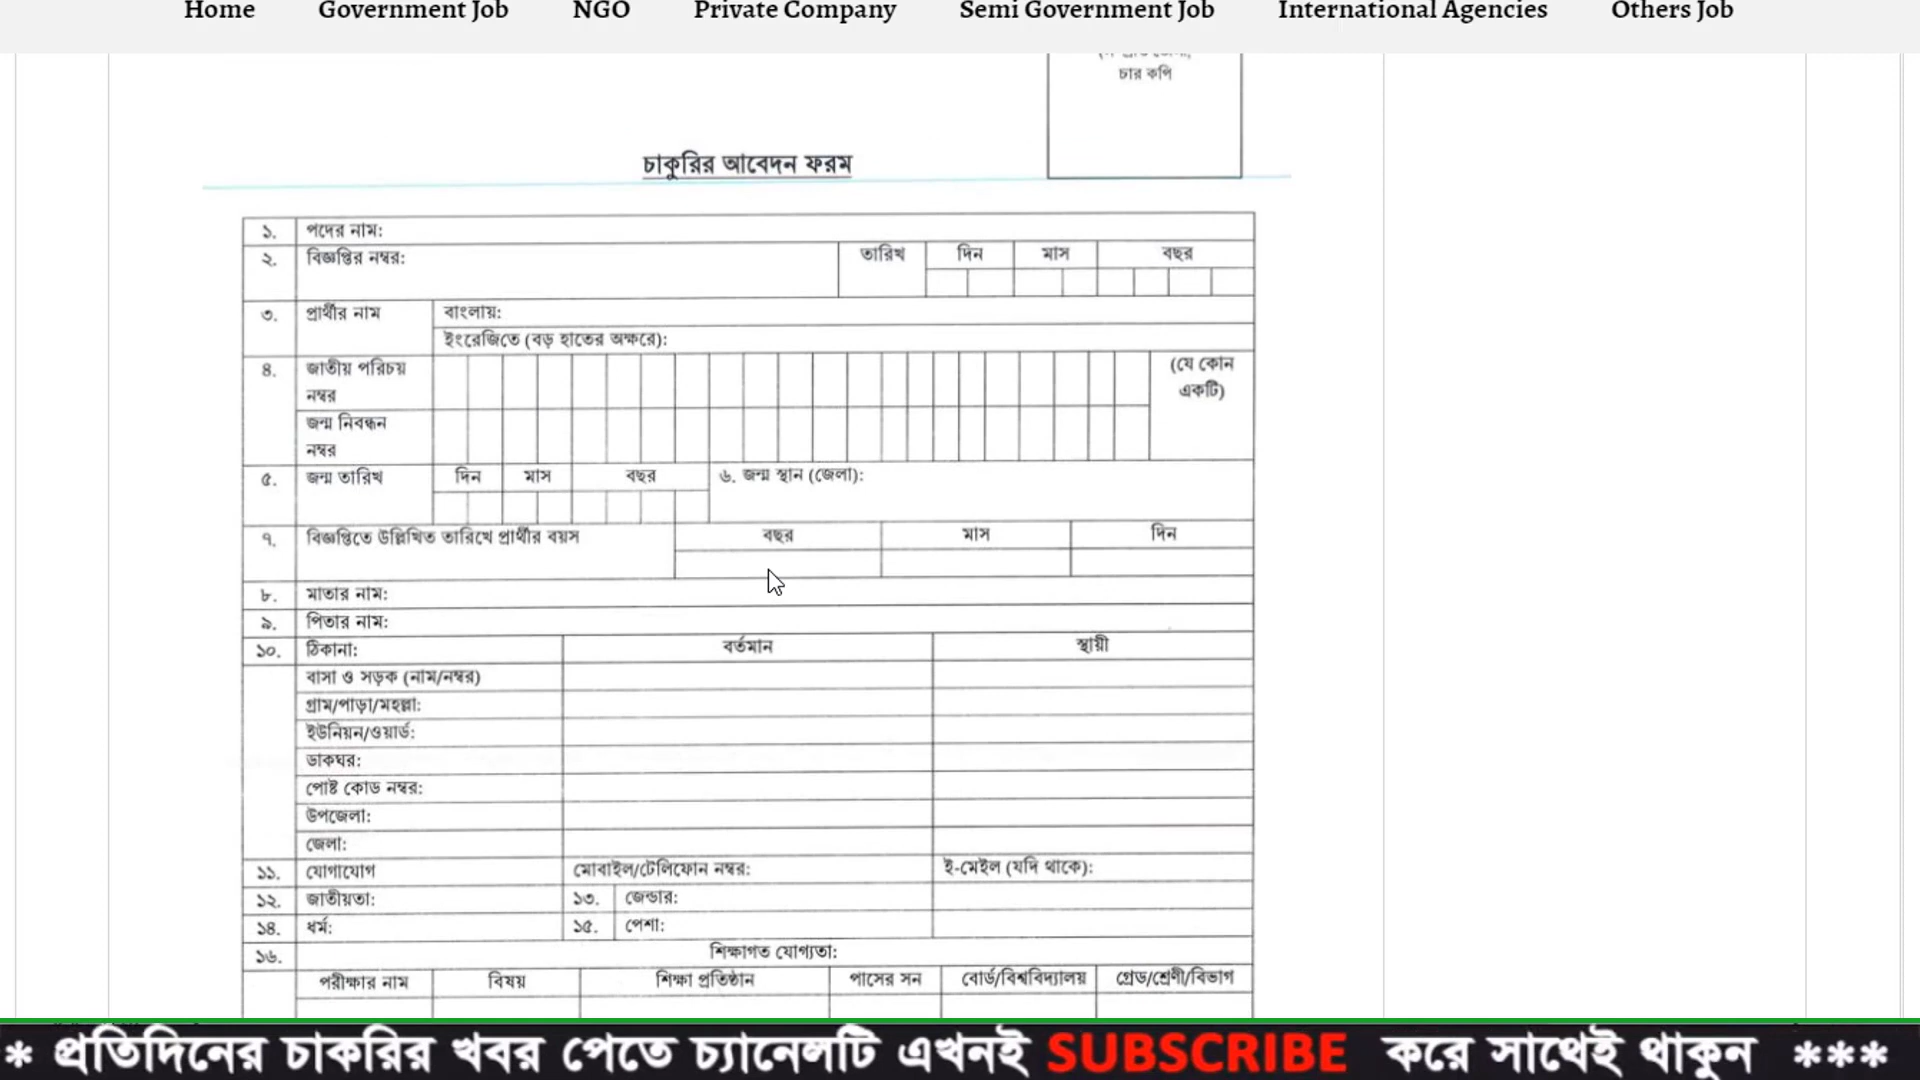 Home Government Job NGO Private Company Semi Government Job International Agencies Others Job
চার কপি
চাকুরির আবেদন ফরম
১. পদের নাম:
২. বিজ্ঞপ্তির নম্বর: তারিখ দিন মাস বছর
৩. প্রার্থীর নাম বাংলায়:
ইংরেজিতে (বড় হাতের অক্ষরে):
৪. জাতীয় পরিচয় (যে কোন
নম্বর একটি)
জন্ম নিবন্ধন
নম্বর
৫. জন্ম তারিখ দিন মাস বছর ৬. জন্ম স্থান (জেলা):
৭. বিজ্ঞপ্তিতে উল্লিখিত তারিখে প্রার্থীর বয়স বছর মাস দিন
৮. মাতার নাম:
৯. পিতার নাম:
১০. ঠিকানা: বর্তমান স্থায়ী
বাসা ও সড়ক (নাম/নম্বর)
গ্রাম/পাড়া/মহল্লা:
ইউনিয়ন/ওয়ার্ড:
ডাকঘর:
পোষ্ট কোড নম্বর:
উপজেলা:
জেলা:
১১. যোগাযোগ মোবাইল/টেলিফোন নম্বর: ই-মেইল (যদি থাকে):
১২. জাতীয়তা: ১৩. জেন্ডার:
১৪. ধর্ম: ১৫. পেশা:
১৬. শিক্ষাগত যোগ্যতা:
পরীক্ষার নাম বিষয় শিক্ষা প্রতিষ্ঠান পাসের সন বোর্ড/বিশ্ববিদ্যালয় গ্রেড/শ্রেণী/বিভাগ
* প্রতিদিনের চাকরির খবর পেতে চ্যানেলটি এখনই SUBSCRIBE করে সাথেই থাকুন ***